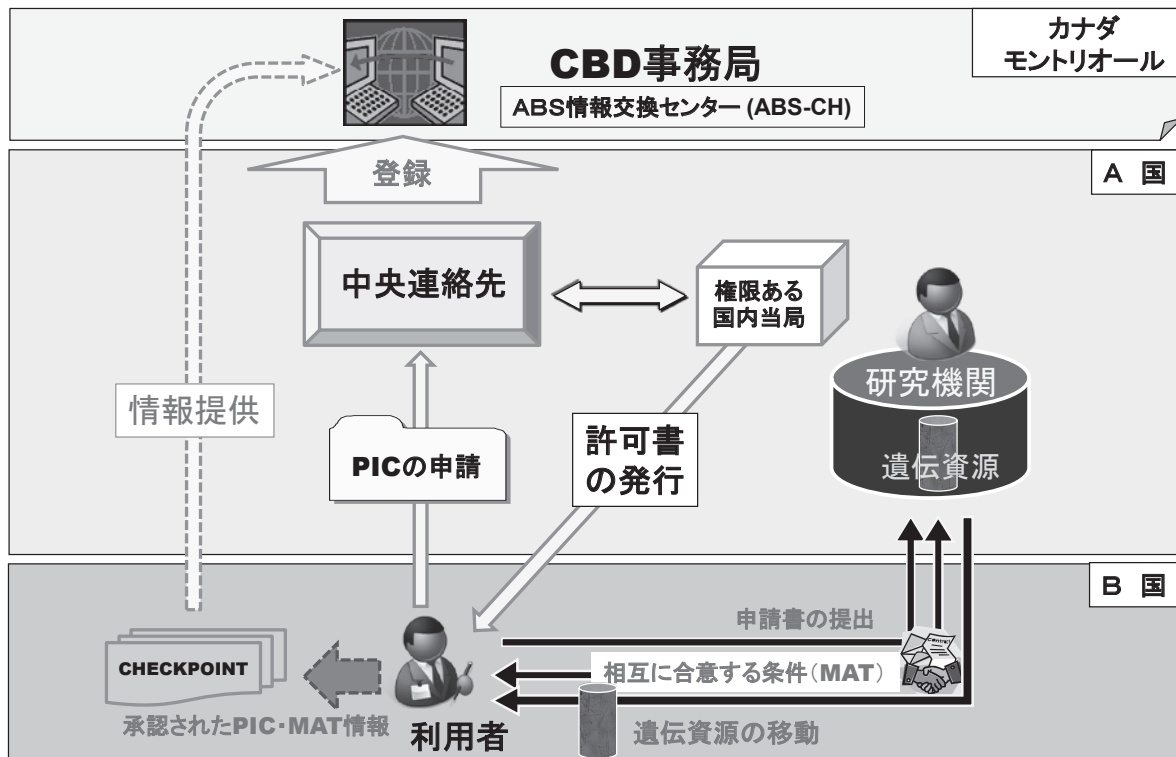 カナダ
モントリオール
CBD事務局
ABS情報交換センター (ABS-CH)
登録
A 国
中央連絡先
権限ある
国内当局
研究機関
遺伝資源
情報提供
PICの申請
許可書
の発行
B 国
申請書の提出
contract
CHECKPOINT
相互に合意する条件(MAT)
承認されたPIC・MAT情報
利用者
遺伝資源の移動